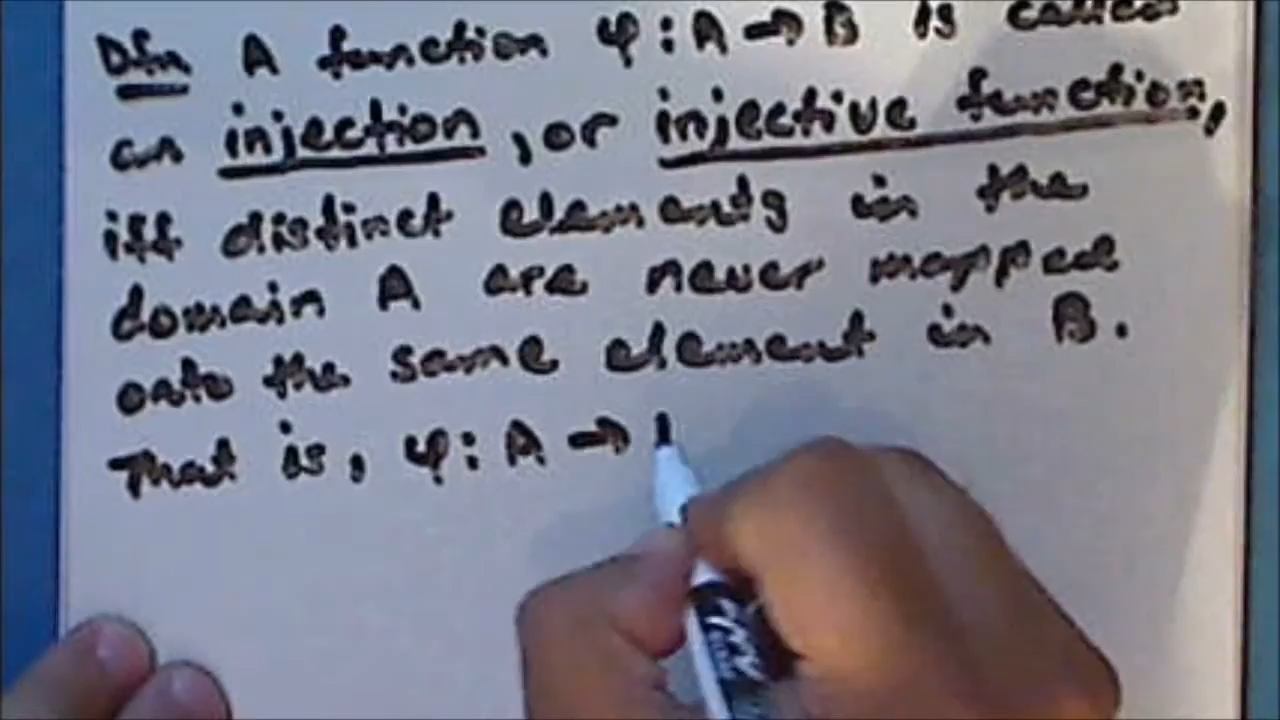 Dfn A function φ : A → B is called
an injection, or injective function,
iff distinct elements in the
domain A are never mapped
onto the same element in B.
That is, φ : A →